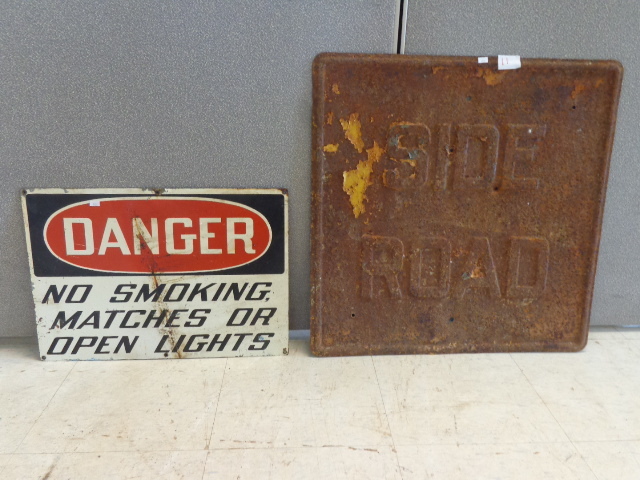 DANGER
NO SMOKING,
MATCHES OR
OPEN LIGHTS
SIDE
ROAD